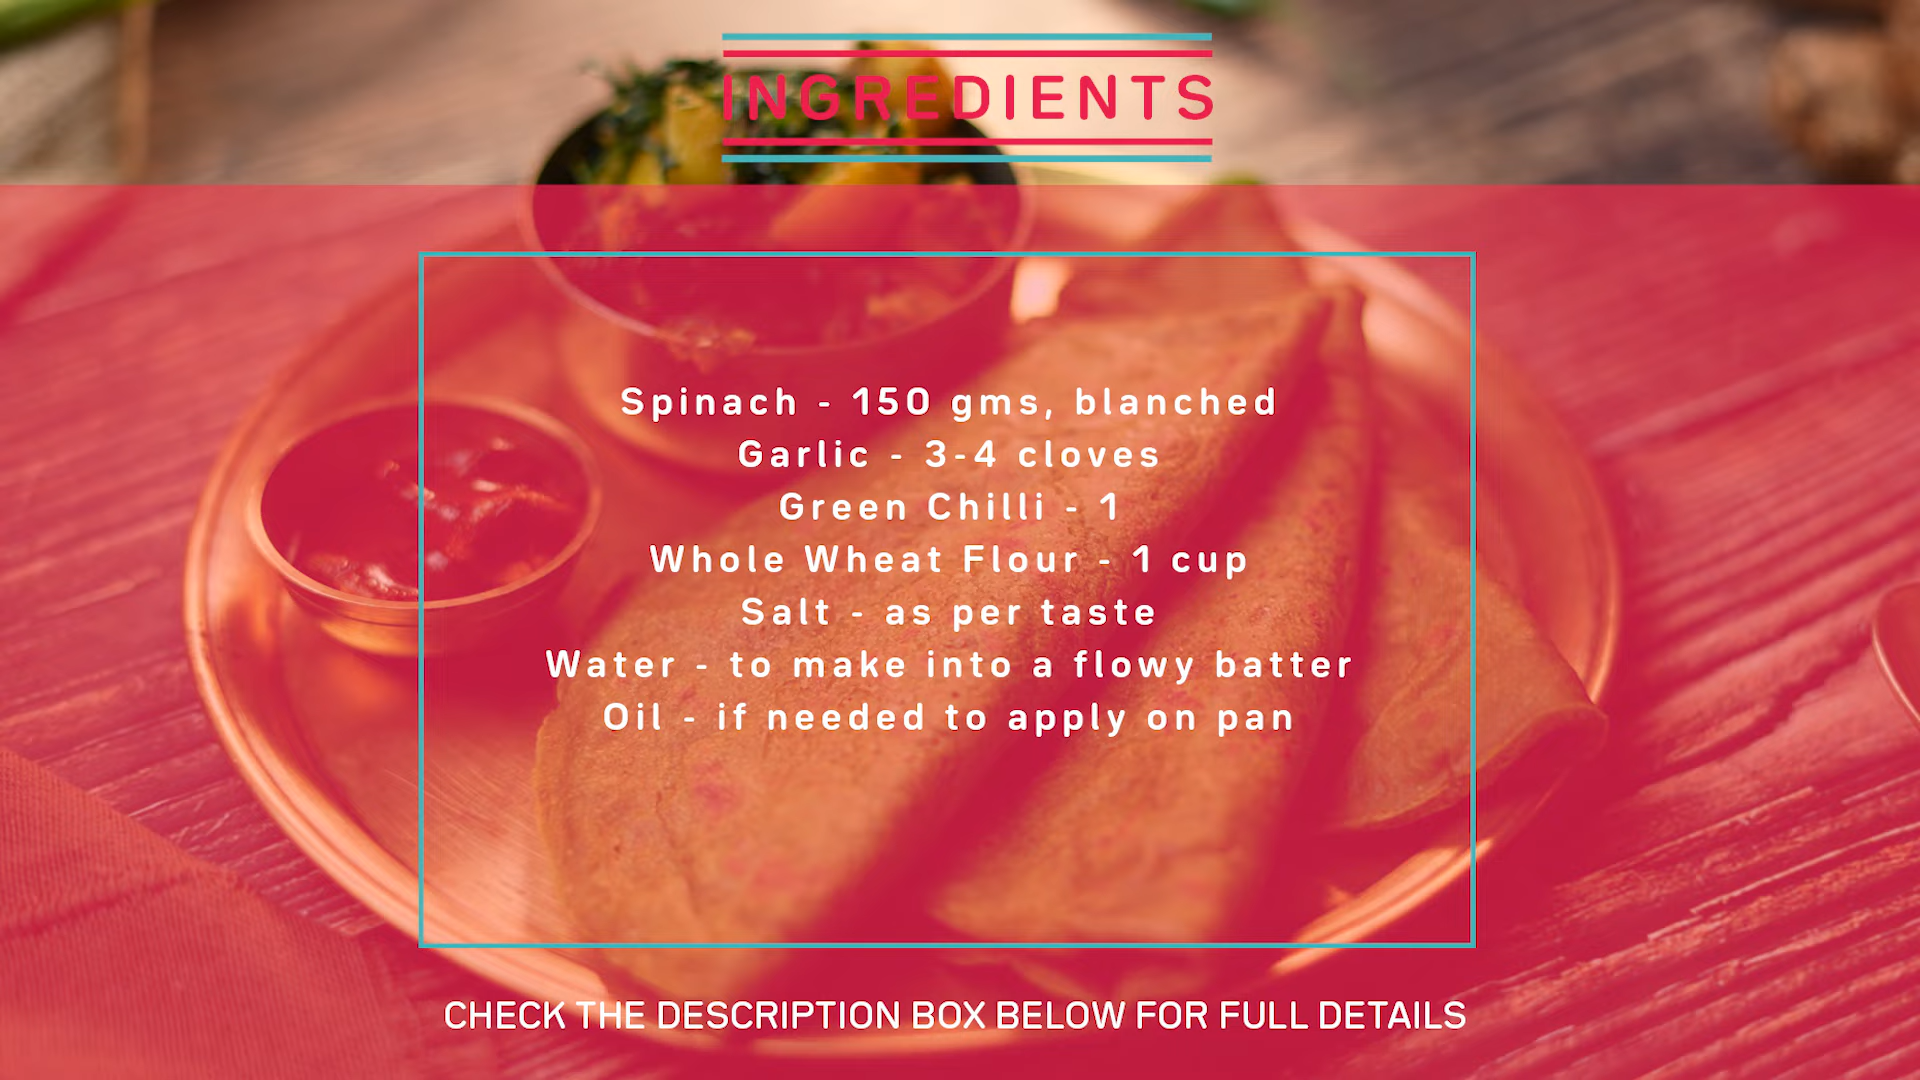 INGREDIENTS
Spinach - 150 gms, blanched
Garlic - 3-4 cloves
Green Chilli - 1
Whole Wheat Flour - 1 cup
Salt - as per taste
Water - to make into a flowy batter
Oil - if needed to apply on pan
CHECK THE DESCRIPTION BOX BELOW FOR FULL DETAILS